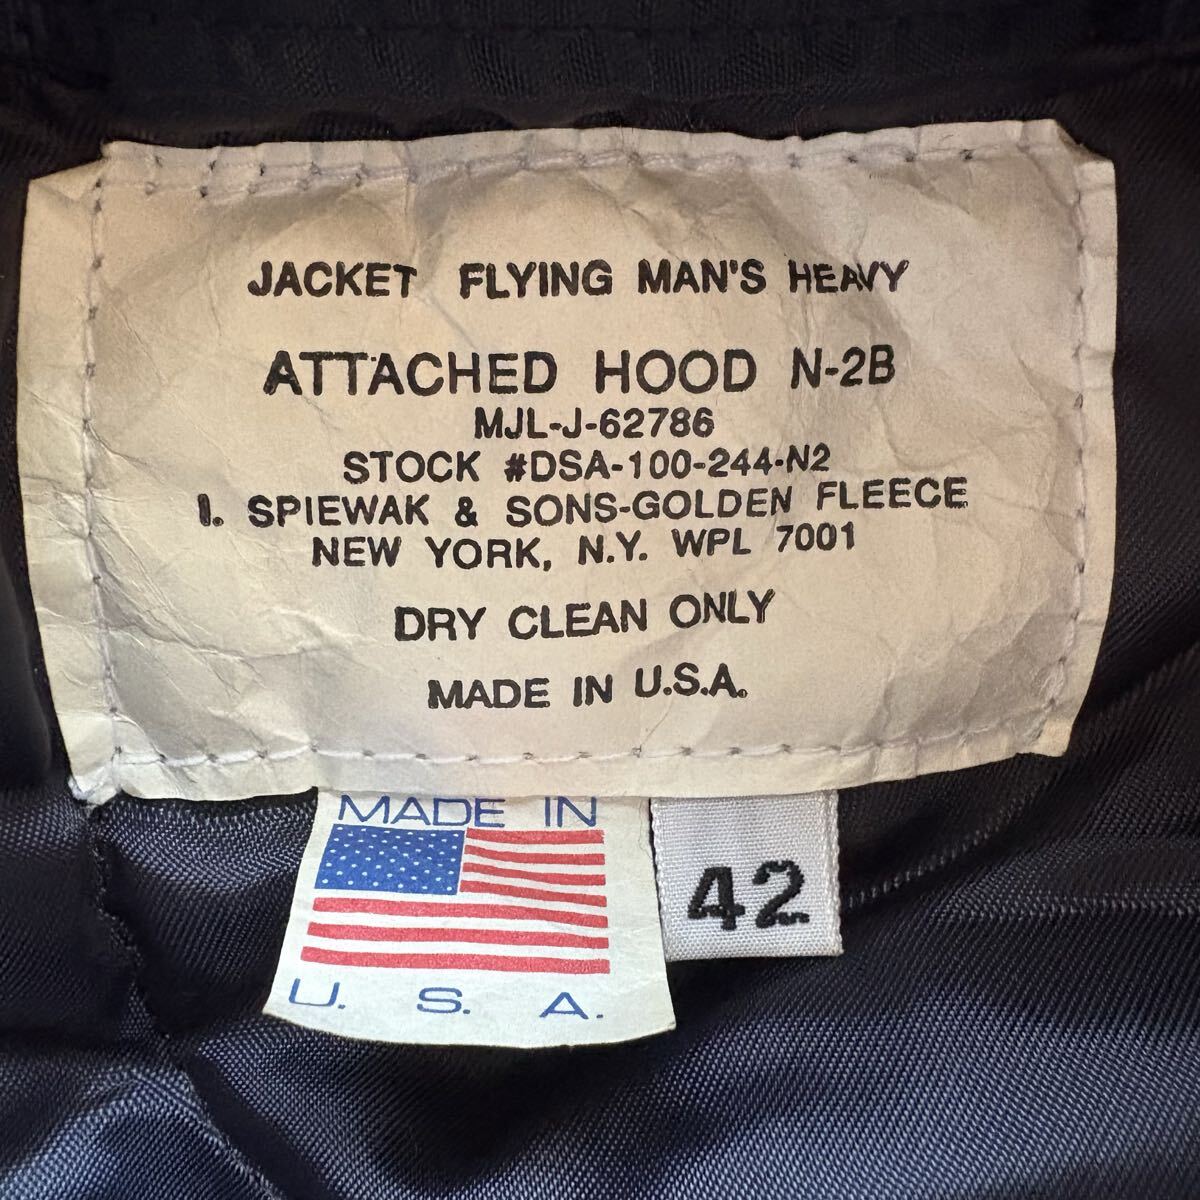 JACKET FLYING MAN'S HEAVY
ATTACHED HOOD N-2B
MJL-J-62786
STOCK #DSA-100-244-N2
I. SPIEWAK & SONS-GOLDEN FLEECE
NEW YORK, N.Y. WPL 7001
DRY CLEAN ONLY
MADE IN U.S.A.
MADE IN
U. S. A.
42